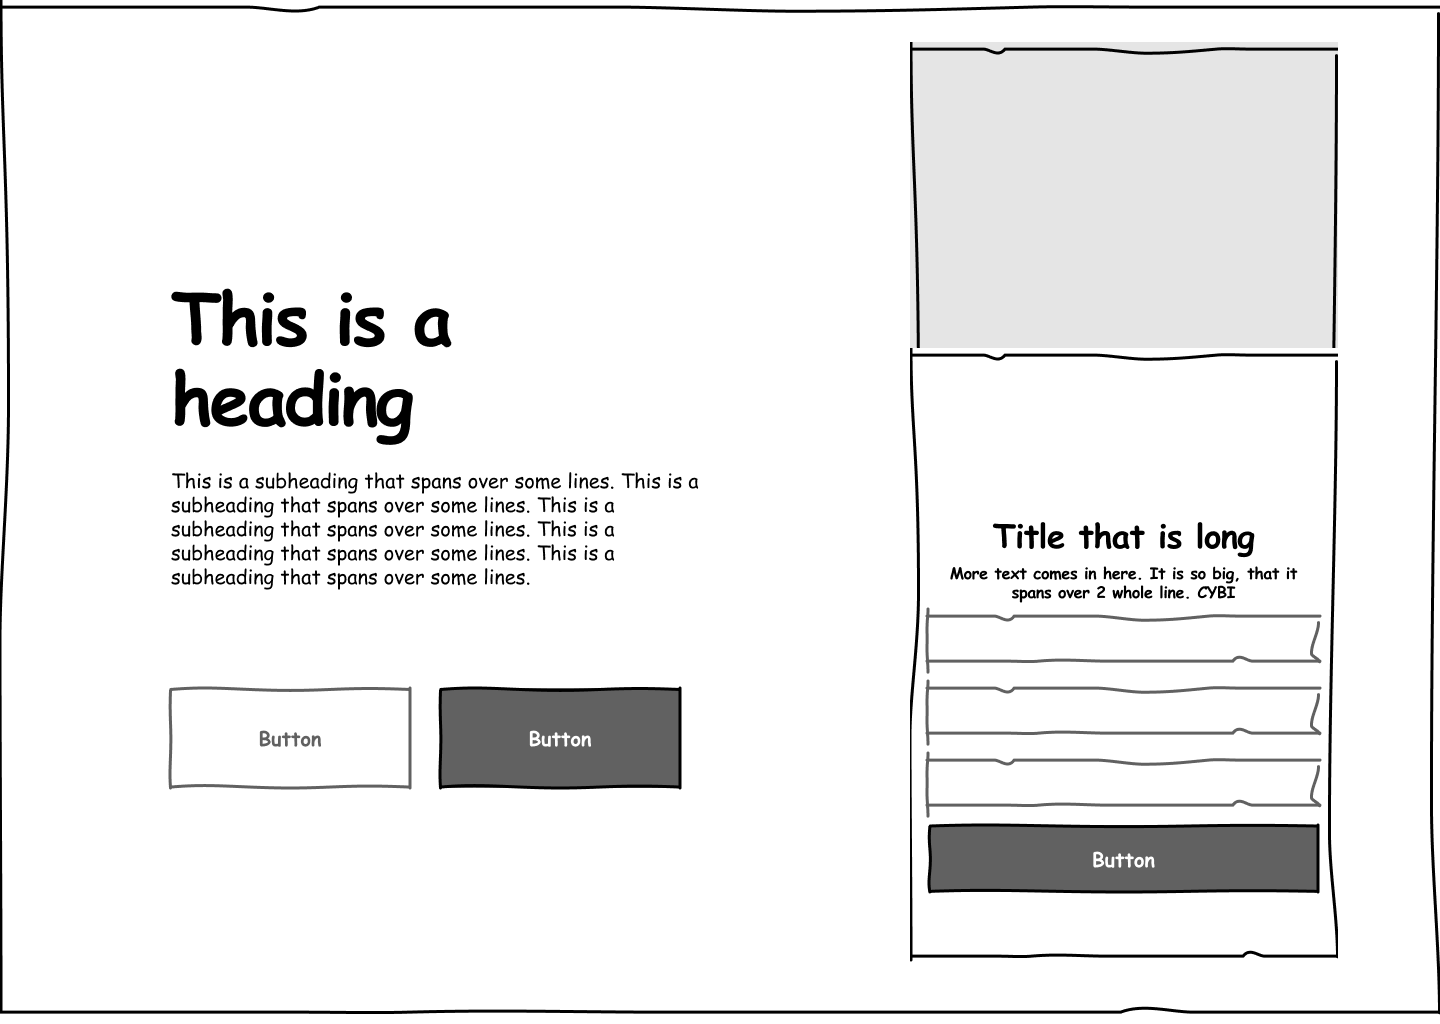 This is a
heading
This is a subheading that spans over some lines. This is a
subheading that spans over some lines. This is a
subheading that spans over some lines. This is a
subheading that spans over some lines. This is a
subheading that spans over some lines.
Button
Button
Title that is long
More text comes in here. It is so big, that it
spans over 2 whole line. CYBI
Button